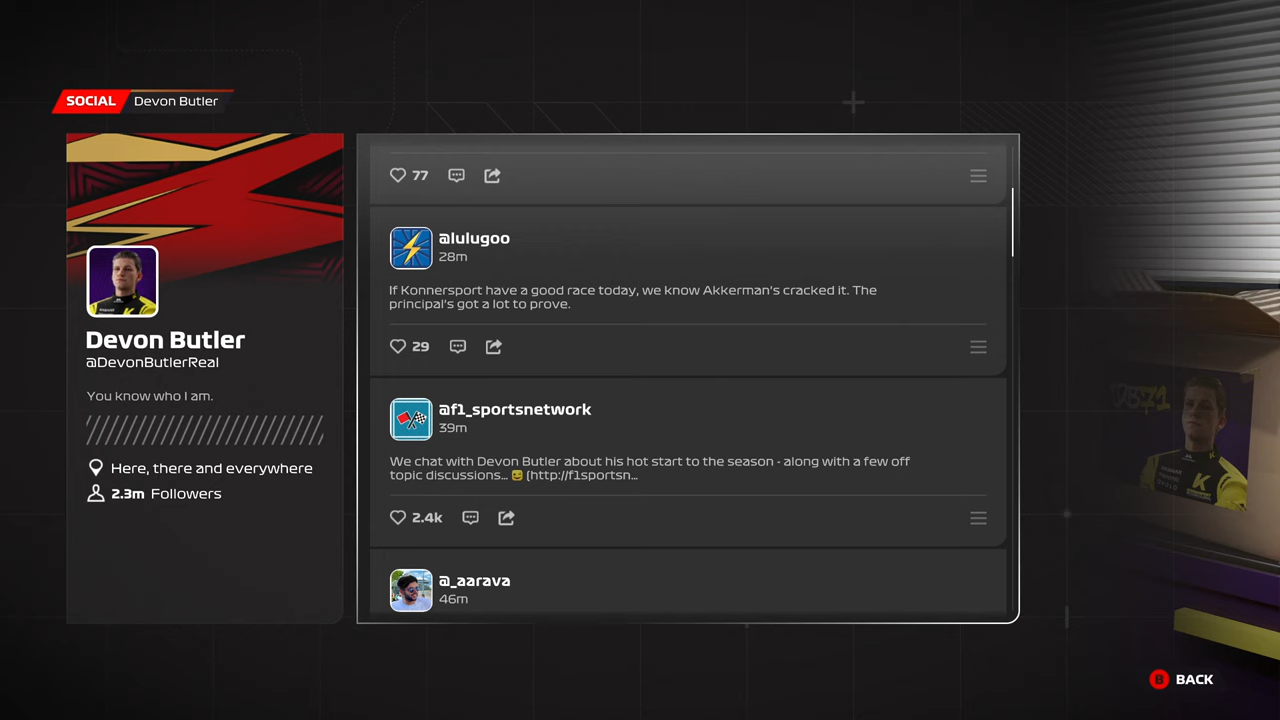 SOCIAL
Devon Butler
Devon Butler
@DevonButlerReal
You know who I am.
Here, there and everywhere
2.3m Followers
77
@lulugoo
28m
If Konnersport have a good race today, we know Akkerman's cracked it. The
principal's got a lot to prove.
29
@f1_sportsnetwork
39m
We chat with Devon Butler about his hot start to the season - along with a few off
topic discussions... 😉 (http://f1sportsn...
2.4k
@_aarava
46m
K
B BACK